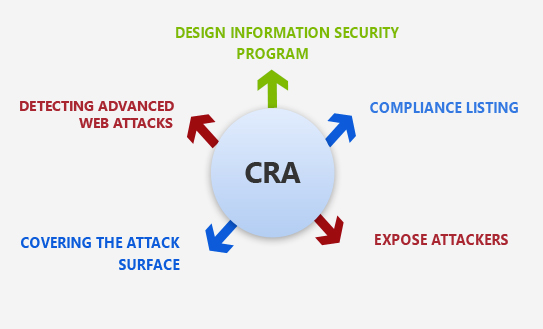 DESIGN INFORMATION SECURITY
PROGRAM
DETECTING ADVANCED
WEB ATTACKS
COMPLIANCE LISTING
CRA
COVERING THE ATTACK
SURFACE
EXPOSE ATTACKERS